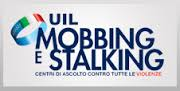 UIL
MOBBING
E STALKING
CENTRI DI ASCOLTO CONTRO TUTTE LE VIOLENZE